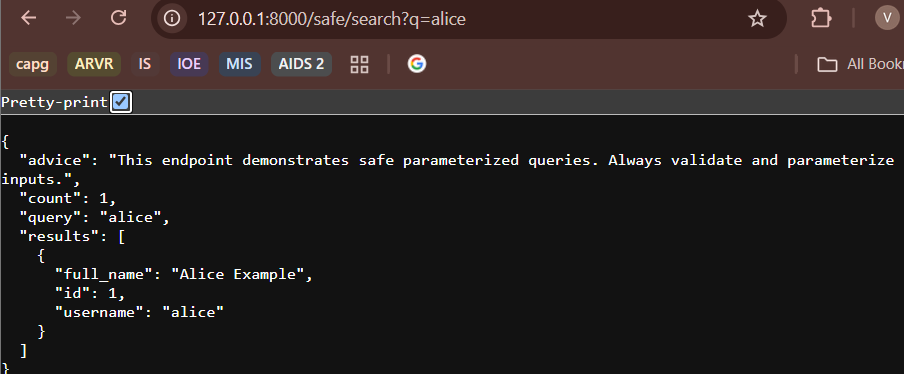 127.0.0.1:8000/safe/search?q=alice
V
capg ARVR IS IOE MIS AIDS 2 G All Book
Pretty-print
{
  "advice": "This endpoint demonstrates safe parameterized queries. Always validate and parameterize
inputs.",
  "count": 1,
  "query": "alice",
  "results": [
    {
      "full_name": "Alice Example",
      "id": 1,
      "username": "alice"
    }
  ]
}